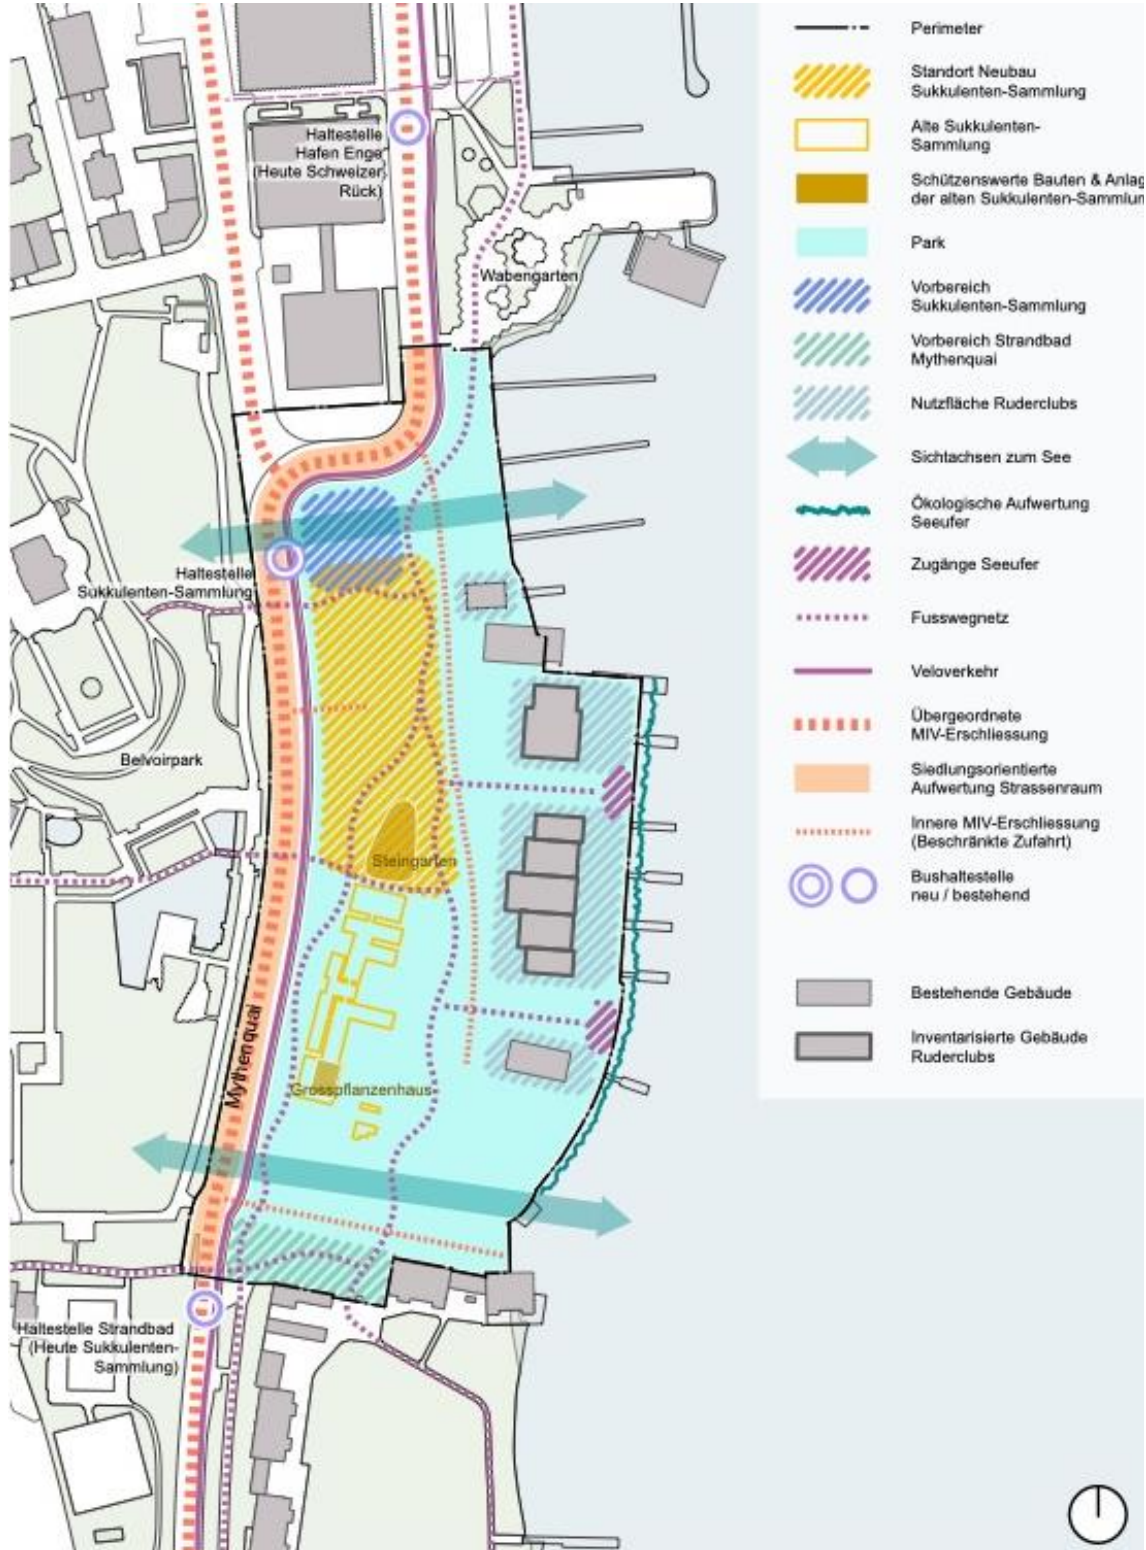 Haltestelle
Hafen Enge
(Heute Schweizer
Rück)
Wabengarten
Haltestelle
Sukkulenten-Sammlung
Belvoirpark
Steingarten
Grosspflanzenhaus
Mythenquai
Haltestelle Strandbad
(Heute Sukkulenten-
Sammlung)
Perimeter
Standort Neubau
Sukkulenten-Sammlung
Alte Sukkulenten-
Sammlung
Schützenswerte Bauten & Anlag
der alten Sukkulenten-Sammlun
Park
Vorbereich
Sukkulenten-Sammlung
Vorbereich Strandbad
Mythenquai
Nutzfläche Ruderclubs
Sichtachsen zum See
Ökologische Aufwertung
Seeufer
Zugänge Seeufer
Fusswegnetz
Veloverkehr
Übergeordnete
MIV-Erschliessung
Siedlungsorientierte
Aufwertung Strassenraum
Innere MIV-Erschliessung
(Beschränkte Zufahrt)
Bushaltestelle
neu / bestehend
Bestehende Gebäude
Inventarisierte Gebäude
Ruderclubs